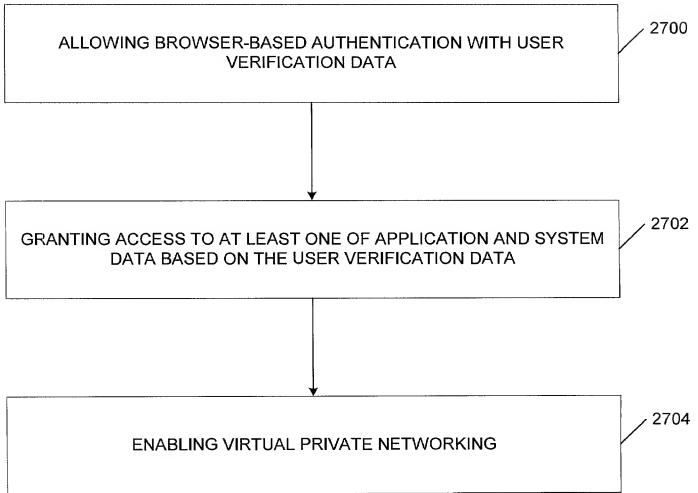 ALLOWING BROWSER-BASED AUTHENTICATION WITH USER
VERIFICATION DATA
2700
GRANTING ACCESS TO AT LEAST ONE OF APPLICATION AND SYSTEM
DATA BASED ON THE USER VERIFICATION DATA
2702
ENABLING VIRTUAL PRIVATE NETWORKING
2704